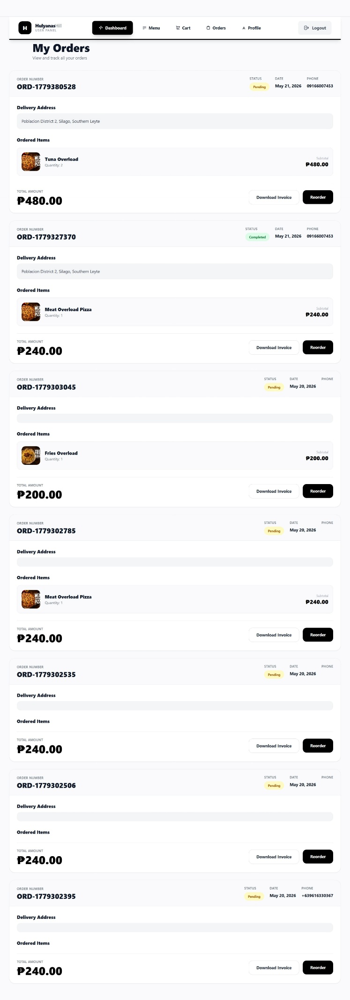 H HulyanasHill
USER PANEL
Dashboard Menu Cart Orders Profile Logout
My Orders
View and track all your orders
ORDER NUMBER STATUS DATE PHONE
ORD-1779380528 Pending May 21, 2026 09166007453
Delivery Address
Poblacion District 2, Silago, Southern Leyte
Ordered Items
Tuna Overload Subtotal
Quantity: 2 ₱480.00
TOTAL AMOUNT
₱480.00 Download Invoice Reorder
ORDER NUMBER STATUS DATE PHONE
ORD-1779327370 Completed May 21, 2026 09166007453
Delivery Address
Poblacion District 2, Silago, Southern Leyte
Ordered Items
Meat Overload Pizza Subtotal
Quantity: 1 ₱240.00
TOTAL AMOUNT
₱240.00 Download Invoice Reorder
ORDER NUMBER STATUS DATE PHONE
ORD-1779303045 Pending May 20, 2026
Delivery Address
Ordered Items
Fries Overload Subtotal
Quantity: 1 ₱200.00
TOTAL AMOUNT
₱200.00 Download Invoice Reorder
ORDER NUMBER STATUS DATE PHONE
ORD-1779302785 Pending May 20, 2026
Delivery Address
Ordered Items
Meat Overload Pizza Subtotal
Quantity: 1 ₱240.00
TOTAL AMOUNT
₱240.00 Download Invoice Reorder
ORDER NUMBER STATUS DATE PHONE
ORD-1779302535 Pending May 20, 2026
Delivery Address
Ordered Items
TOTAL AMOUNT
₱240.00 Download Invoice Reorder
ORDER NUMBER STATUS DATE PHONE
ORD-1779302506 Pending May 20, 2026
Delivery Address
Ordered Items
TOTAL AMOUNT
₱240.00 Download Invoice Reorder
ORDER NUMBER STATUS DATE PHONE
ORD-1779302395 Pending May 20, 2026 +639616330367
Delivery Address
Ordered Items
TOTAL AMOUNT
₱240.00 Download Invoice Reorder